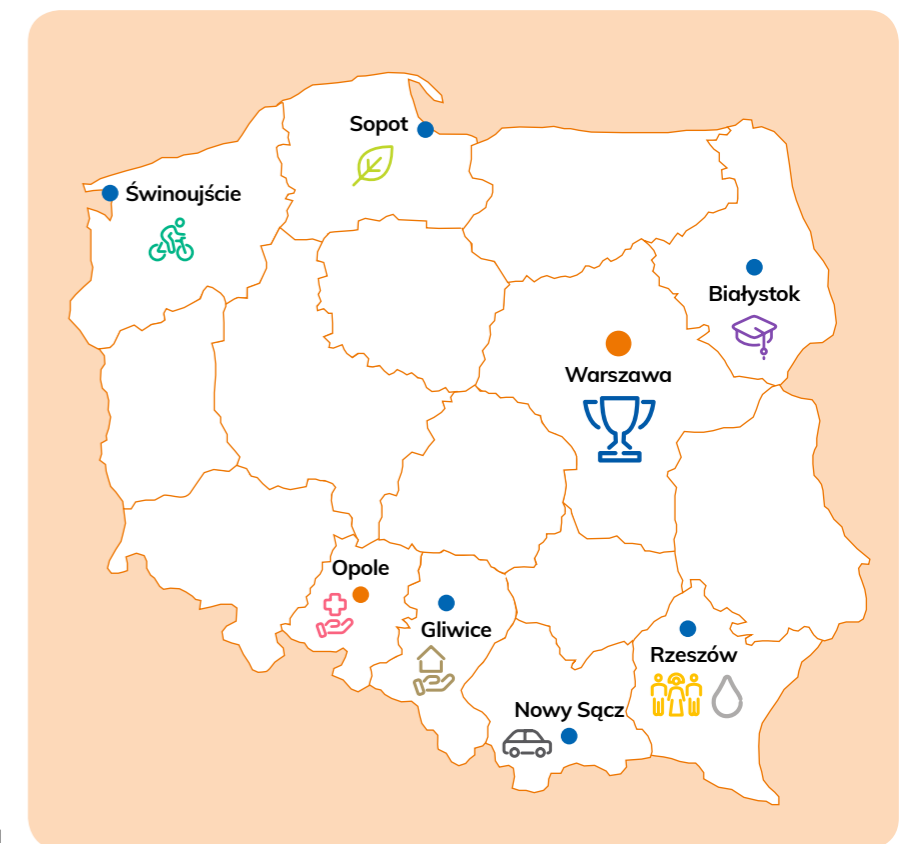 Sopot
Świnoujście
Białystok
Warszawa
Opole
Gliwice
Rzeszów
Nowy Sącz